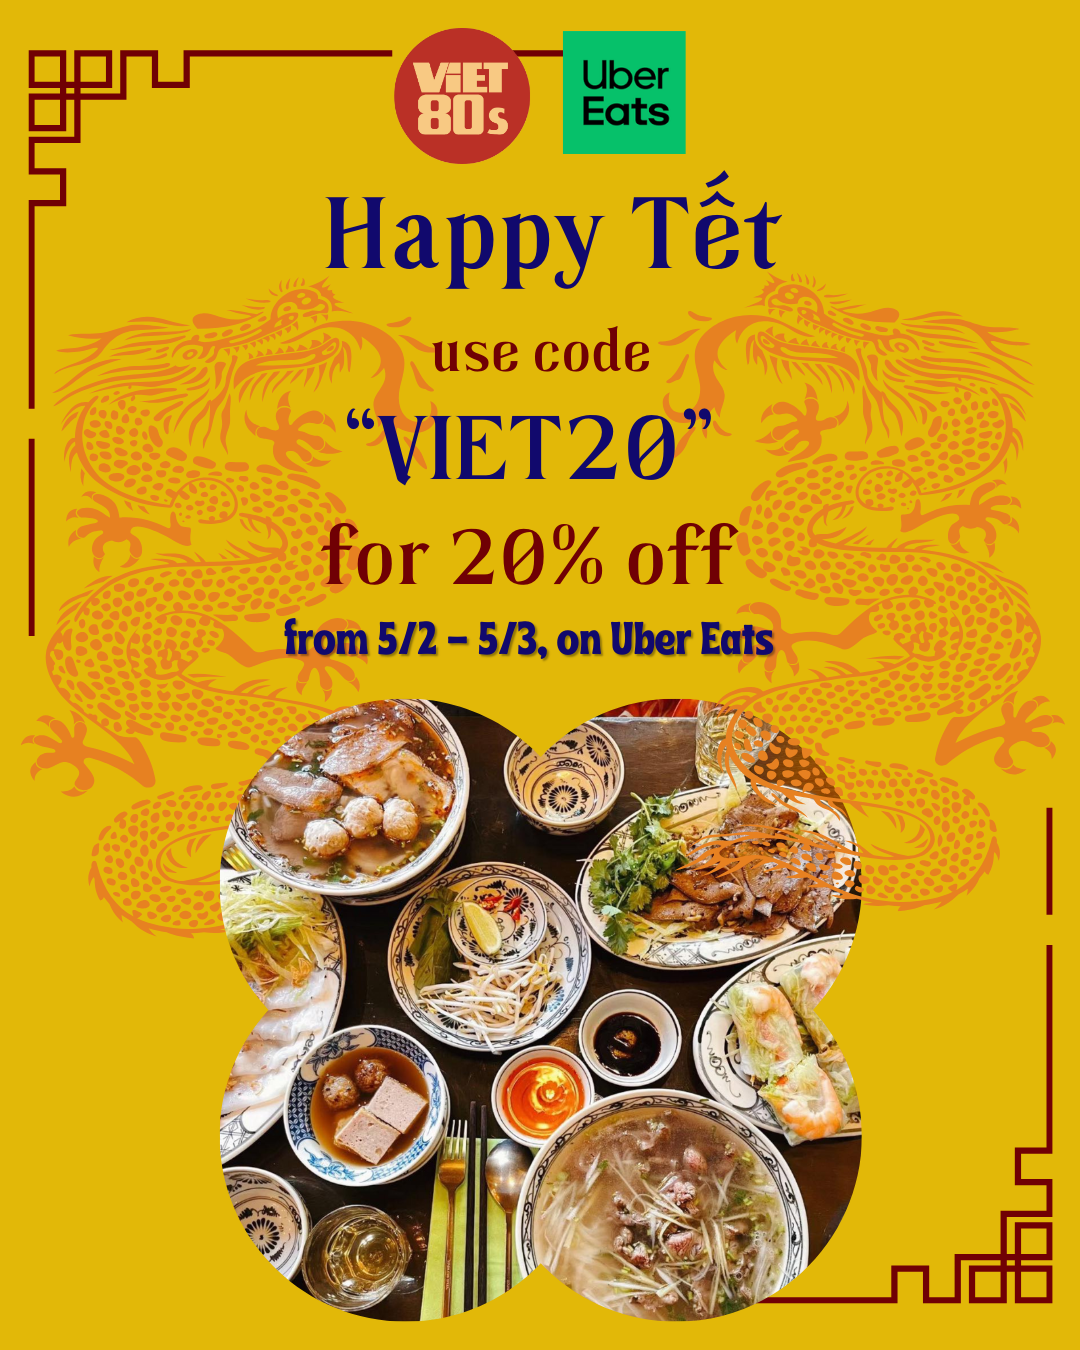 ViET
80s
Uber
Eats
Happy Tết
use code
“VIET20”
for 20% off
from 5/2 – 5/3, on Uber Eats